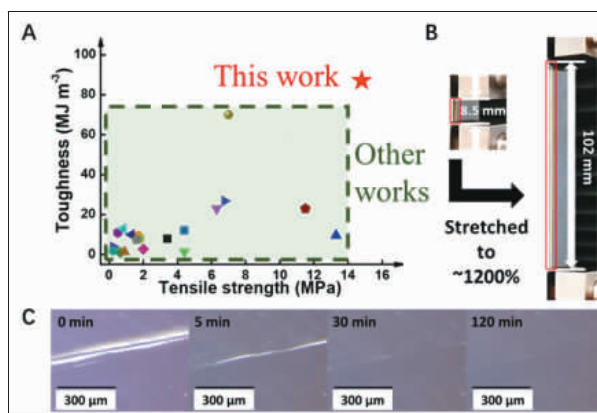 A
Toughness (MJ m⁻³)
100
80
60
40
20
0
This work
Other
works
0 2 4 6 8 10 12 14 16
Tensile strength (MPa)
B
8.5 mm
102 mm
Stretched
to
~1200%
C
0 min
5 min
30 min
120 min
300 μm
300 μm
300 μm
300 μm